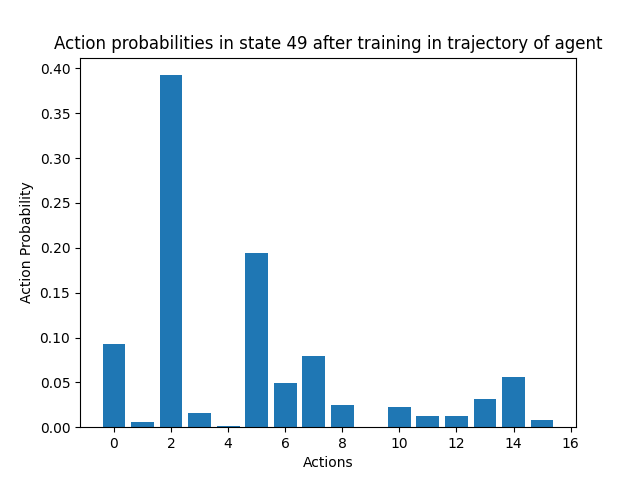 Action probabilities in state 49 after training in trajectory of agent
0.40
0.35
0.30
0.25
0.20
0.15
0.10
0.05
0.00
Action Probability
0 2 4 6 8 10 12 14 16
Actions